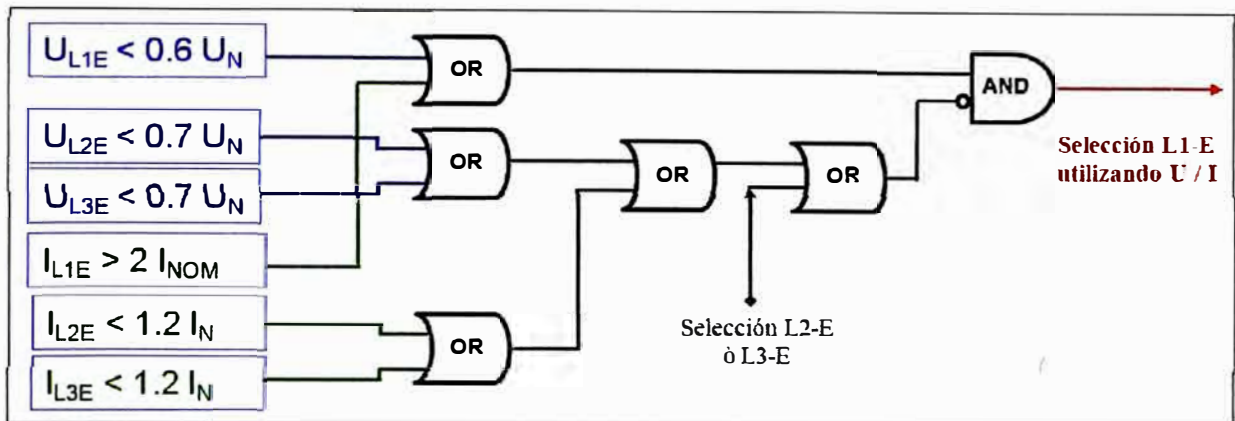 U_L1E < 0.6 U_N
OR
AND
U_L2E < 0.7 U_N
OR
OR
OR
Selección L1-E
utilizando U / I
U_L3E < 0.7 U_N
I_L1E > 2 I_NOM
I_L2E < 1.2 I_N
OR
Selección L2-E
ò L3-E
I_L3E < 1.2 I_N